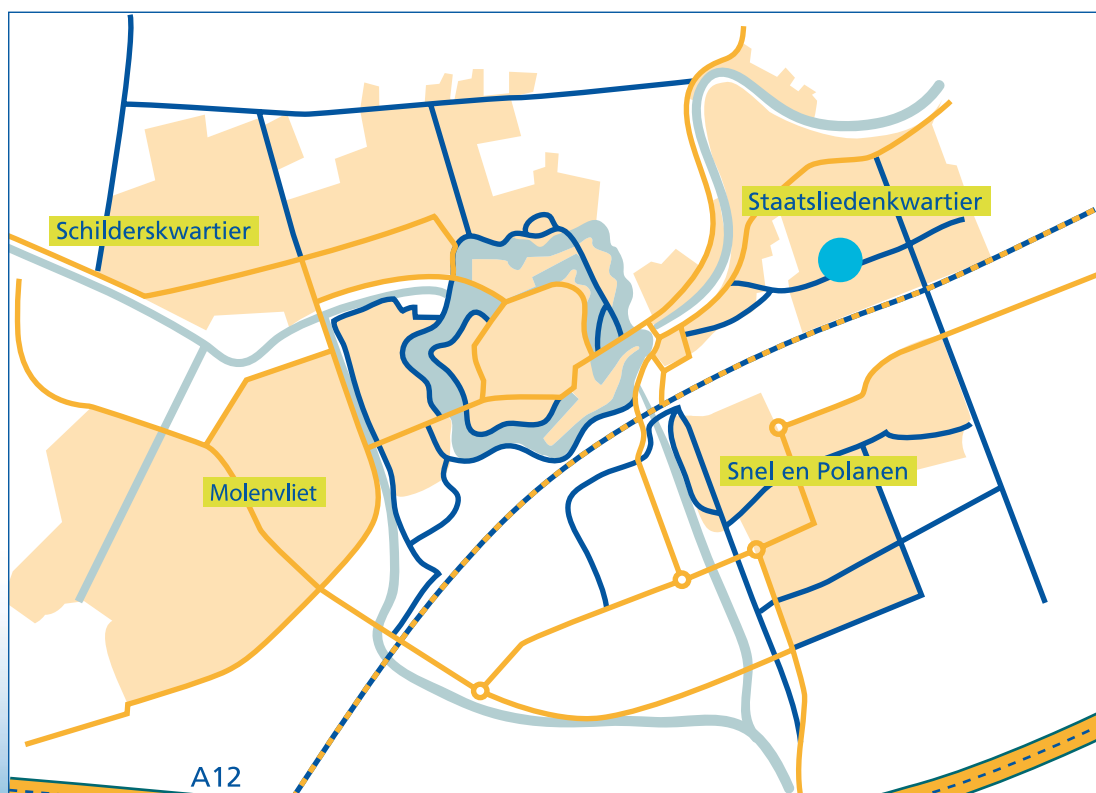 Staatsliedenkwartier
Schilderskwartier
Snel en Polanen
Molenvliet
A12